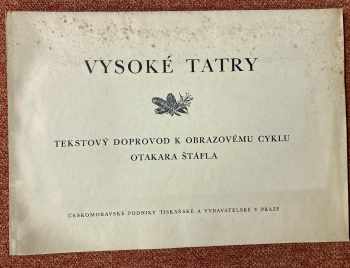 VYSOKÉ TATRY
TEKSTOVÝ DOPROVOD K OBRAZOVÉMU CYKLU
OTAKARA ŠTÁFLA
ČESKOMORAVSKÉ PODNIKY TISKAŘSKÉ A VYDAVATELSKÉ V PRAZE